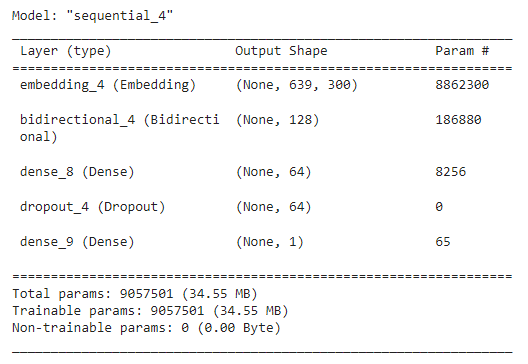 Model: "sequential_4"
Layer (type) Output Shape Param #
embedding_4 (Embedding) (None, 639, 300) 8862300
bidirectional_4 (Bidirecti (None, 128) 186880
onal)
dense_8 (Dense) (None, 64) 8256
dropout_4 (Dropout) (None, 64) 0
dense_9 (Dense) (None, 1) 65
Total params: 9057501 (34.55 MB)
Trainable params: 9057501 (34.55 MB)
Non-trainable params: 0 (0.00 Byte)